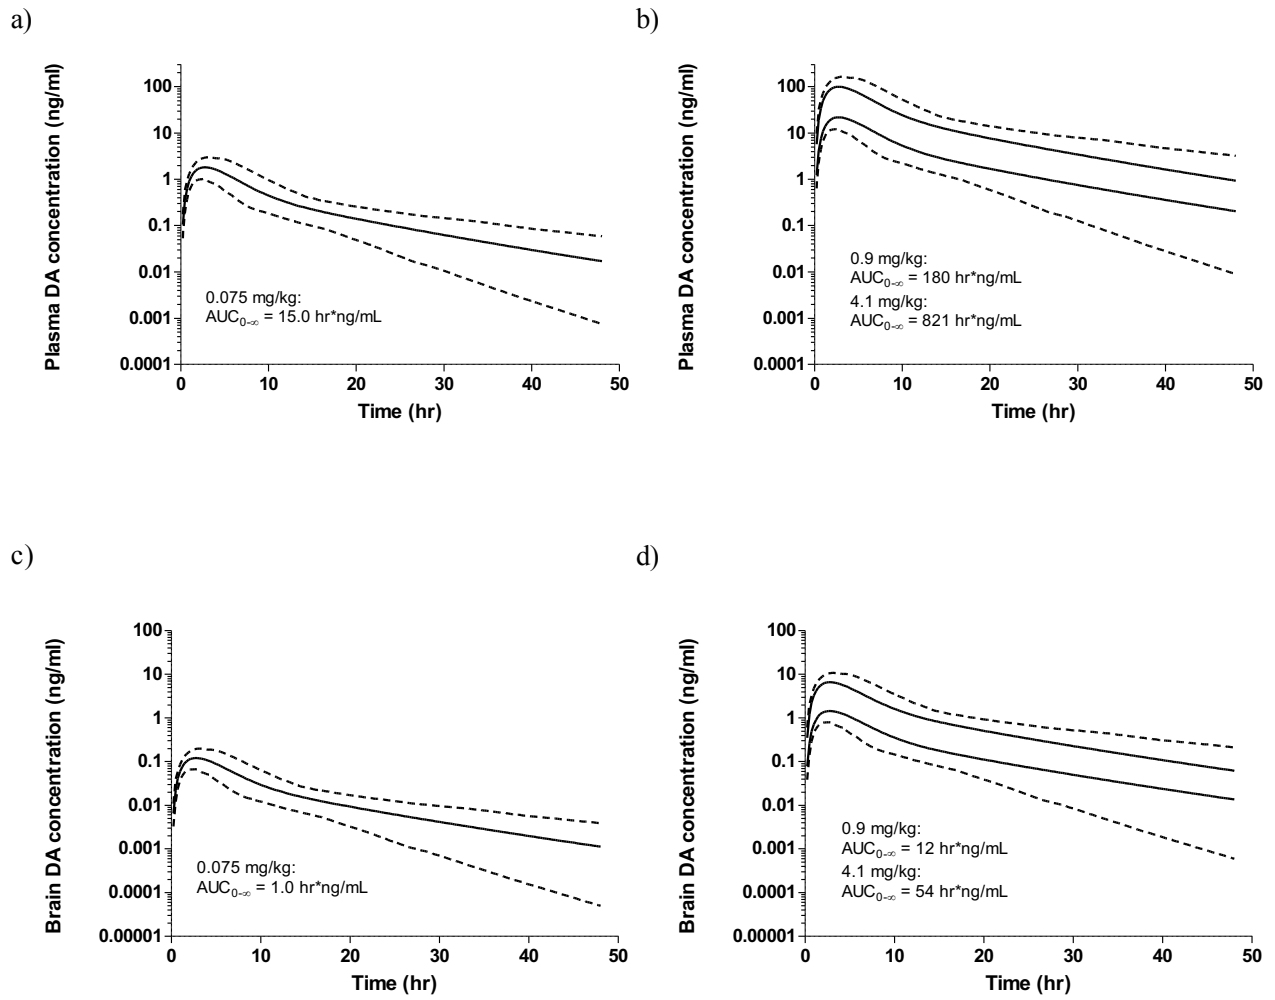 a)
Plasma DA concentration (ng/ml)
100
10
1
0.1
0.01
0.001
0.0001
0.075 mg/kg:
AUC0-∞ = 15.0 hr*ng/mL
0 10 20 30 40 50
Time (hr)
b)
Plasma DA concentration (ng/ml)
100
10
1
0.1
0.01
0.001
0.0001
0.9 mg/kg:
AUC0-∞ = 180 hr*ng/mL
4.1 mg/kg:
AUC0-∞ = 821 hr*ng/mL
0 10 20 30 40 50
Time (hr)
c)
Brain DA concentration (ng/ml)
100
10
1
0.1
0.01
0.001
0.0001
0.00001
0.075 mg/kg:
AUC0-∞ = 1.0 hr*ng/mL
0 10 20 30 40 50
Time (hr)
d)
Brain DA concentration (ng/ml)
100
10
1
0.1
0.01
0.001
0.0001
0.00001
0.9 mg/kg:
AUC0-∞ = 12 hr*ng/mL
4.1 mg/kg:
AUC0-∞ = 54 hr*ng/mL
0 10 20 30 40 50
Time (hr)